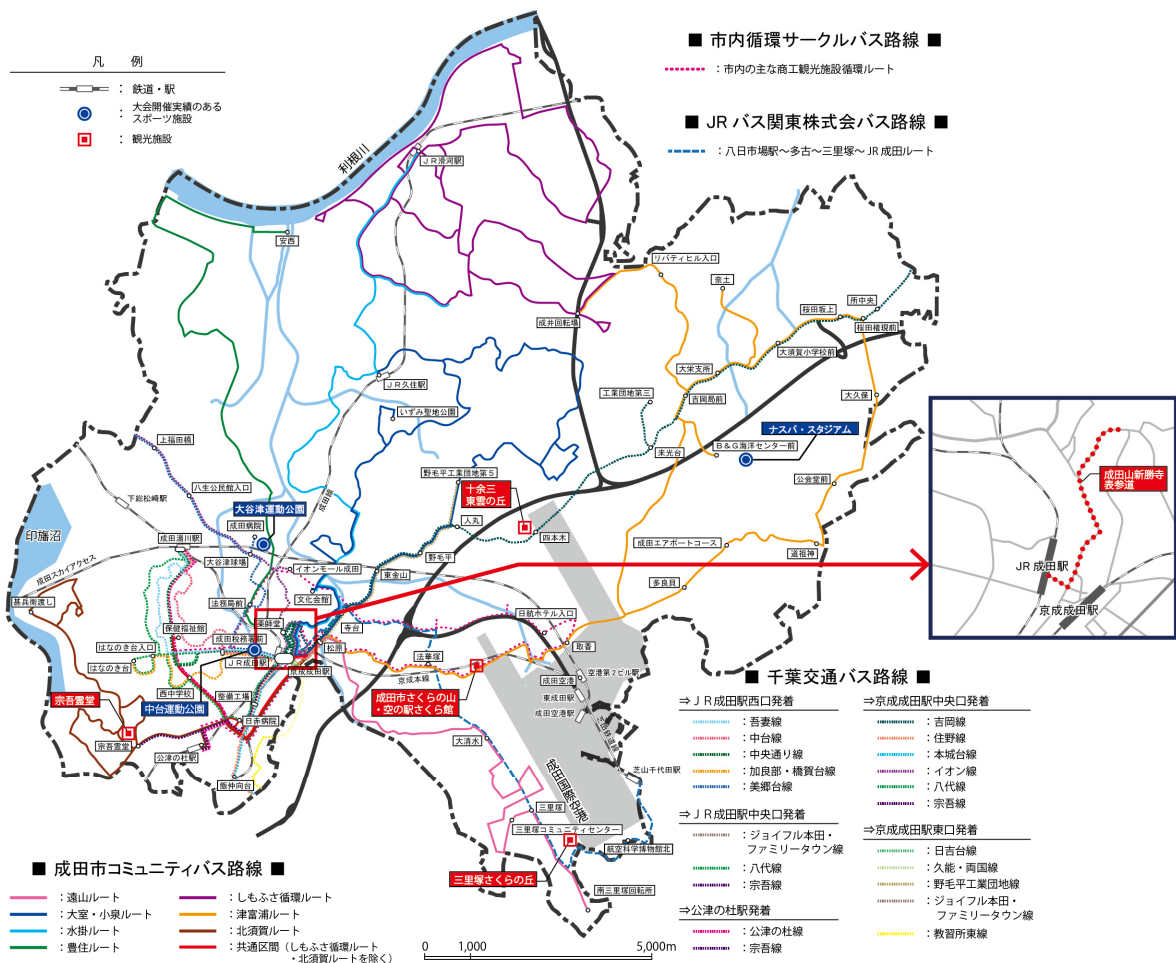 凡　例
：鉄道・駅
：大会開催実績のある
スポーツ施設
：観光施設
■ 市内循環サークルバス路線 ■
：市内の主な商工観光施設循環ルート
■ JRバス関東株式会バス路線 ■
：八日市場駅～多古～三里塚～JR成田ルート
利根川
JR滑河駅
安西
リバティヒル入口
奈土
所中央
桜田坂上
桜田権現前
成井回転場
大須賀小学校前
大栄支所
JR久住駅
工業団地第三
吉岡局前
大久保
いずみ聖地公園
ナスパ・スタジアム
B&G海洋センター前
来光台
上福田橋
野毛平工業団地第5
十余三
東雲の丘
公会堂前
八生公民館入口
下総松崎駅
成田線
大谷津運動公園
成田病院
人丸
四本木
印旛沼
成田湯川駅
大谷津球場
野毛平
成田エアポートコース
道祖神
イオンモール成田
東金山
成田スカイアクセス
多良貝
甚兵衛渡し
法務局前
文化会館
薬師堂
寺台
日航ホテル入口
保健福祉館
成田税務署前
はなのき台入口
松原
取香
法華塚
はなのき台
JR成田駅
京成成田駅
京成本線
空港第2ビル駅
成田空港
西中学校
整備工場
東成田駅
成田空港駅
宗吾霊堂
中台運動公園
日赤病院
成田市さくらの山
・空の駅さくら館
宗吾霊堂
公津の杜駅
大清水
芝山鉄道線
芝山千代田駅
飯仲向台
成田国際空港
三里塚
三里塚コミュニティセンター
航空科学博物館北
三里塚さくらの丘
南三里塚回転所
成田山新勝寺
表参道
JR成田駅
京成成田駅
■ 成田市コミュニティバス路線 ■
：遠山ルート
：大室・小泉ルート
：水掛ルート
：豊住ルート
：しもふさ循環ルート
：津富浦ルート
：北須賀ルート
：共通区間（しもふさ循環ルート
・北須賀ルートを除く）
0　1,000　5,000m
■ 千葉交通バス路線 ■
⇒JR成田駅西口発着
：吾妻線
：中台線
：中央通り線
：加良部・橋賀台線
：美郷台線
⇒JR成田駅中央口発着
：ジョイフル本田・
ファミリータウン線
：八代線
：宗吾線
⇒公津の杜駅発着
：公津の杜線
：宗吾線
⇒京成成田駅中央口発着
：吉岡線
：住野線
：本城台線
：イオン線
：八代線
：宗吾線
⇒京成成田駅東口発着
：日吉台線
：久能・両国線
：野毛平工業団地線
：ジョイフル本田・
ファミリータウン線
：教習所東線